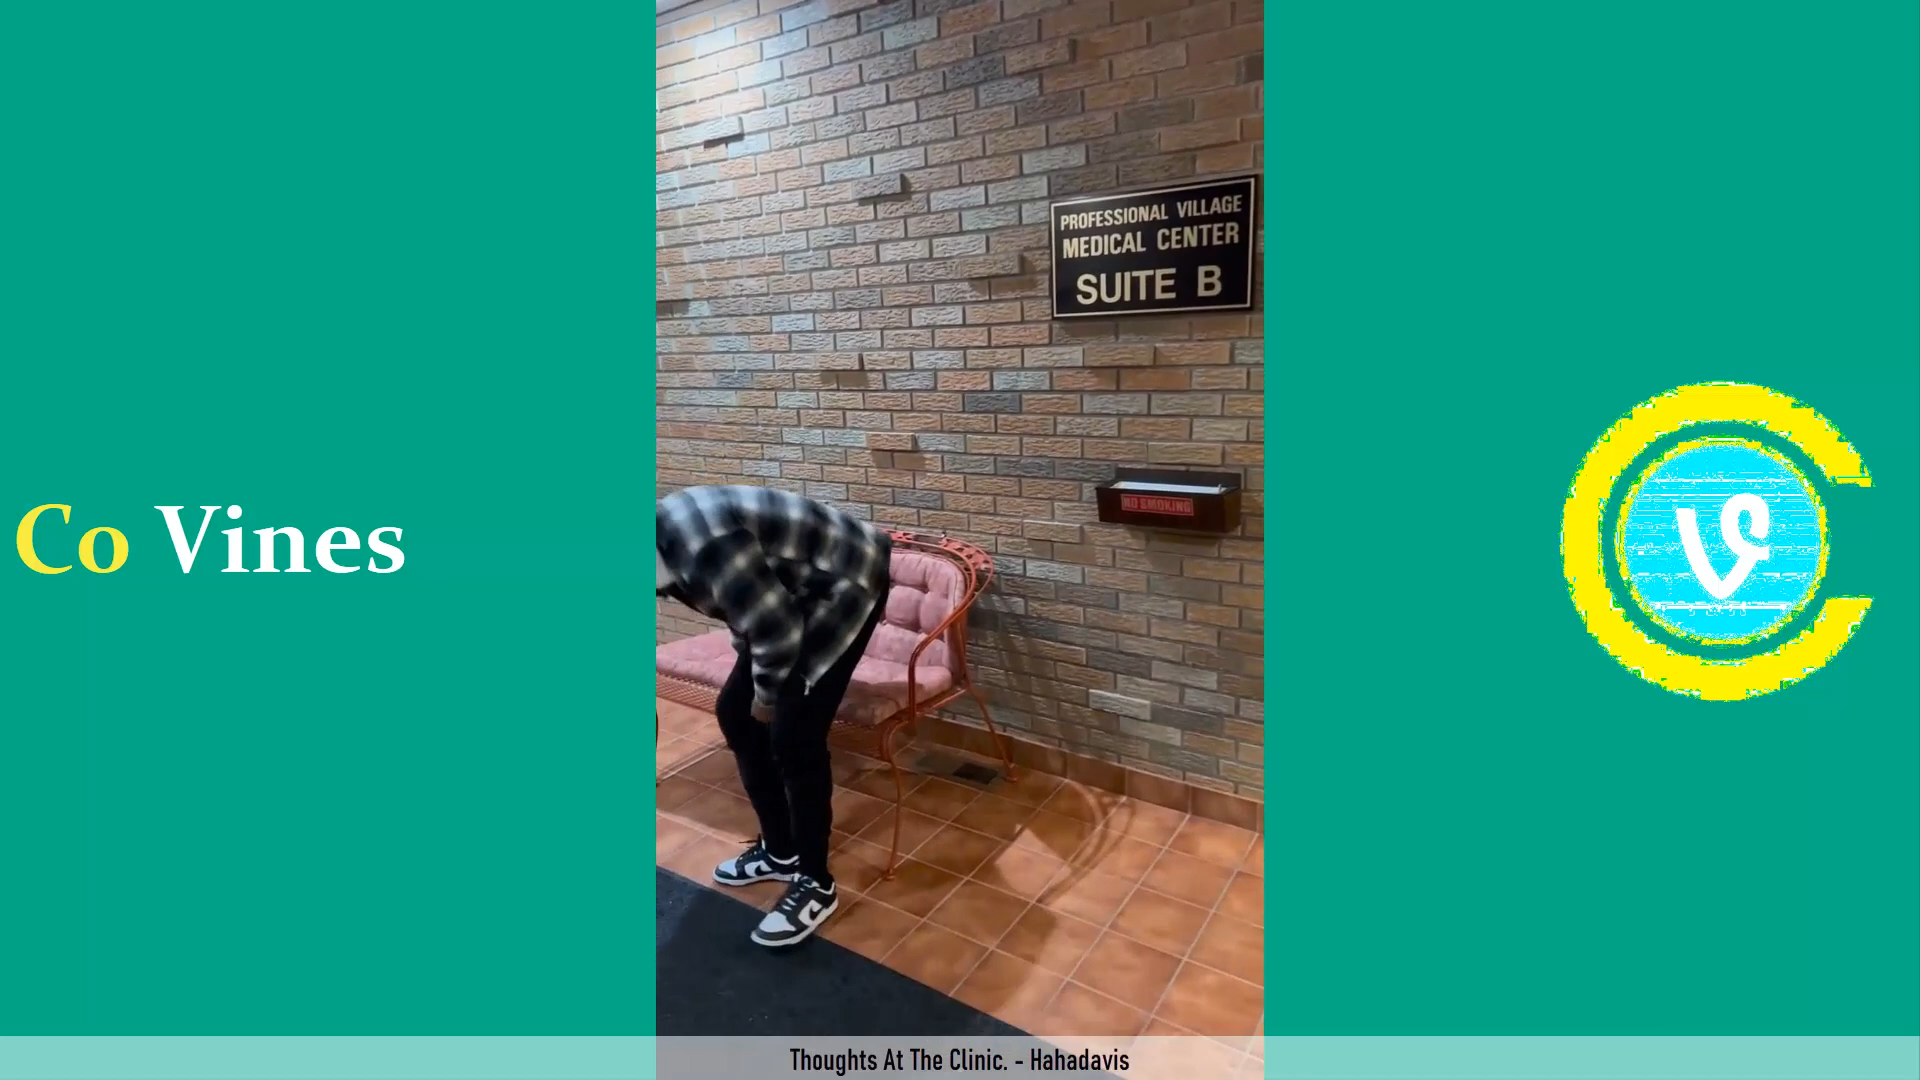 PROFESSIONAL VILLAGE
MEDICAL CENTER
SUITE B
NO SMOKING
Co Vines
Thoughts At The Clinic. - Hahadavis